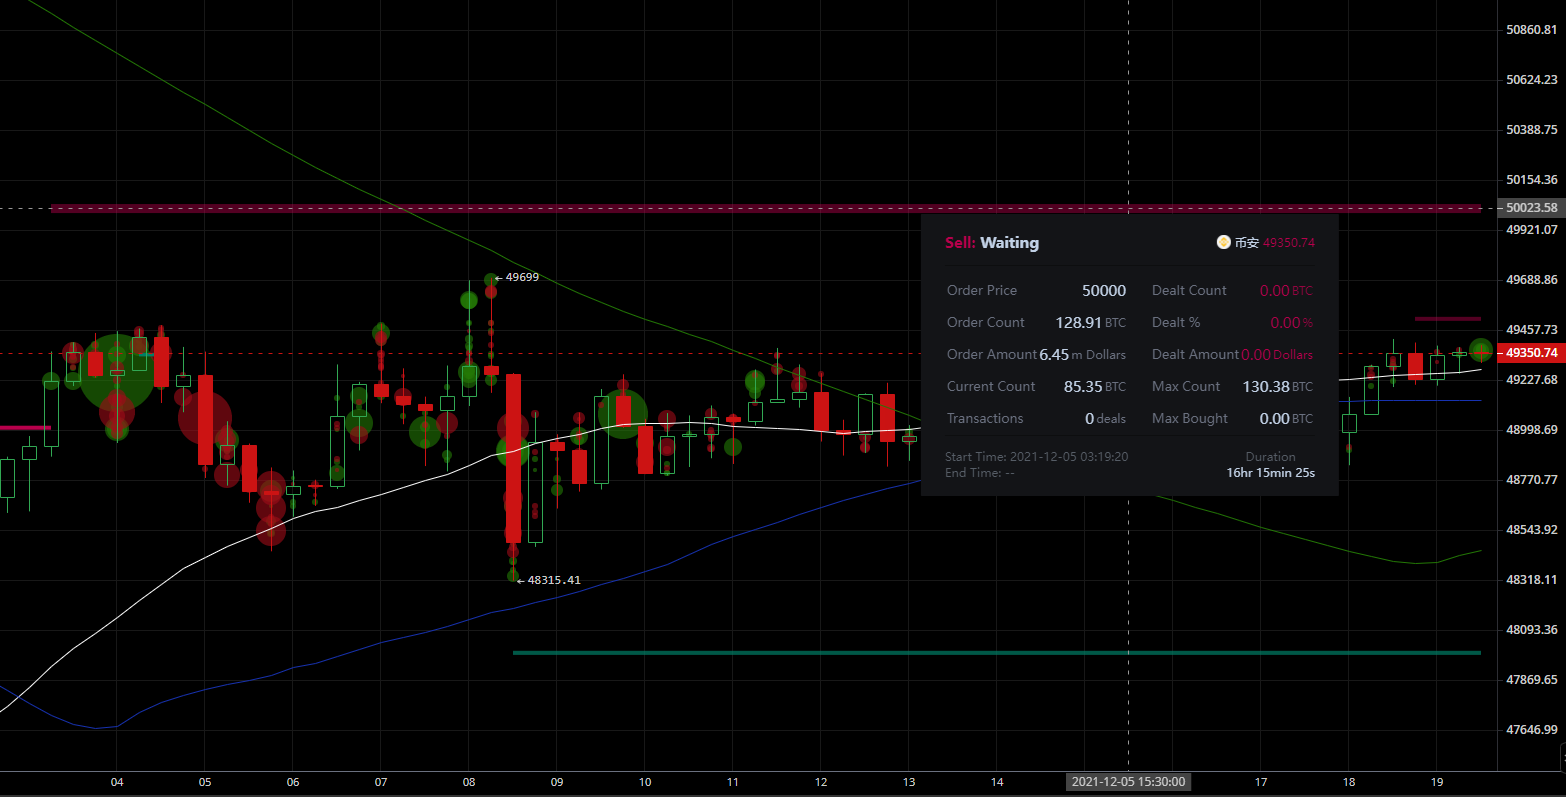 50860.81
50624.23
50388.75
50154.36
50023.58
49921.07
Sell: Waiting 币安 49350.74
49688.86
←49699
Order Price 50000 Dealt Count 0.00 BTC
Order Count 128.91 BTC Dealt % 0.00 %
49457.73
Order Amount 6.45 m Dollars Dealt Amount 0.00 Dollars
49350.74
49227.68
Current Count 85.35 BTC Max Count 130.38 BTC
Transactions 0 deals Max Bought 0.00 BTC
48998.69
Start Time: 2021-12-05 03:19:20 Duration
End Time: -- 16hr 15min 25s
48770.77
48543.92
←48315.41
48318.11
48093.36
47869.65
47646.99
04 05 06 07 08 09 10 11 12 13 14 2021-12-05 15:30:00 17 18 19